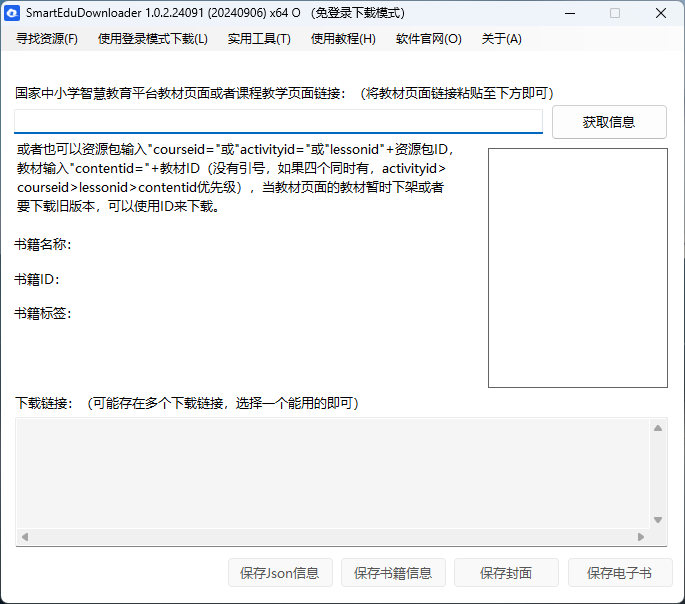 SmartEduDownloader 1.0.2.24091 (20240906) x64 O （免登录下载模式）
寻找资源(F) 使用登录模式下载(L) 实用工具(T) 使用教程(H) 软件官网(O) 关于(A)
国家中小学智慧教育平台教材页面或者课程教学页面链接：（将教材页面链接粘贴至下方即可）
获取信息
或者也可以资源包输入"courseid="或"activityid="或"lessonid"+资源包ID，
教材输入"contentid="+教材ID（没有引号，如果四个同时有，activityid>
courseid>lessonid>contentid优先级），当教材页面的教材暂时下架或者
要下载旧版本，可以使用ID来下载。
书籍名称：
书籍ID：
书籍标签：
下载链接：（可能存在多个下载链接，选择一个能用的即可）
保存Json信息 保存书籍信息 保存封面 保存电子书